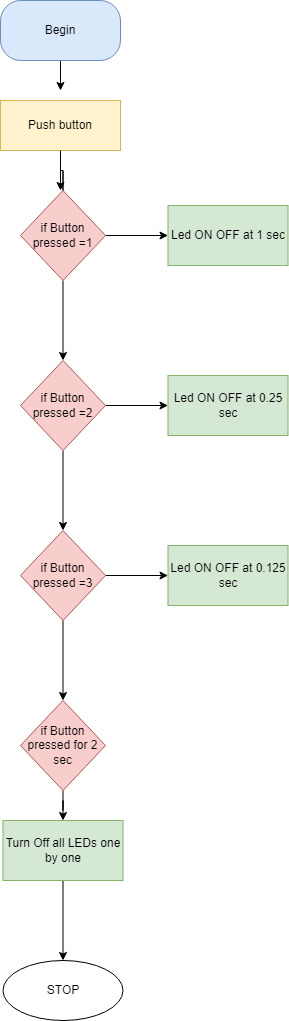 Begin
Push button
if Button
pressed =1
Led ON OFF at 1 sec
if Button
pressed =2
Led ON OFF at 0.25
sec
if Button
pressed =3
Led ON OFF at 0.125
sec
if Button
pressed for 2
sec
Turn Off all LEDs one
by one
STOP